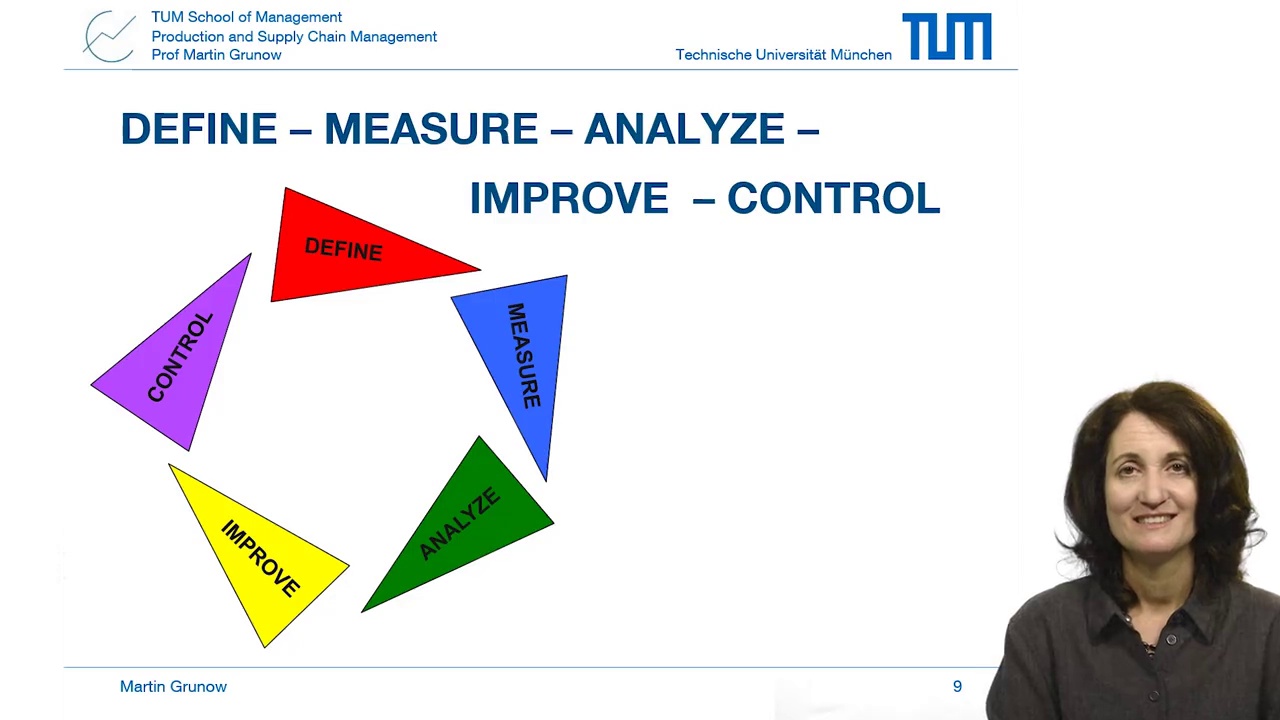 TUM School of Management
Production and Supply Chain Management
Prof Martin Grunow
Technische Universität München
TUM
DEFINE – MEASURE – ANALYZE –
IMPROVE – CONTROL
DEFINE
MEASURE
CONTROL
ANALYZE
IMPROVE
Martin Grunow
9